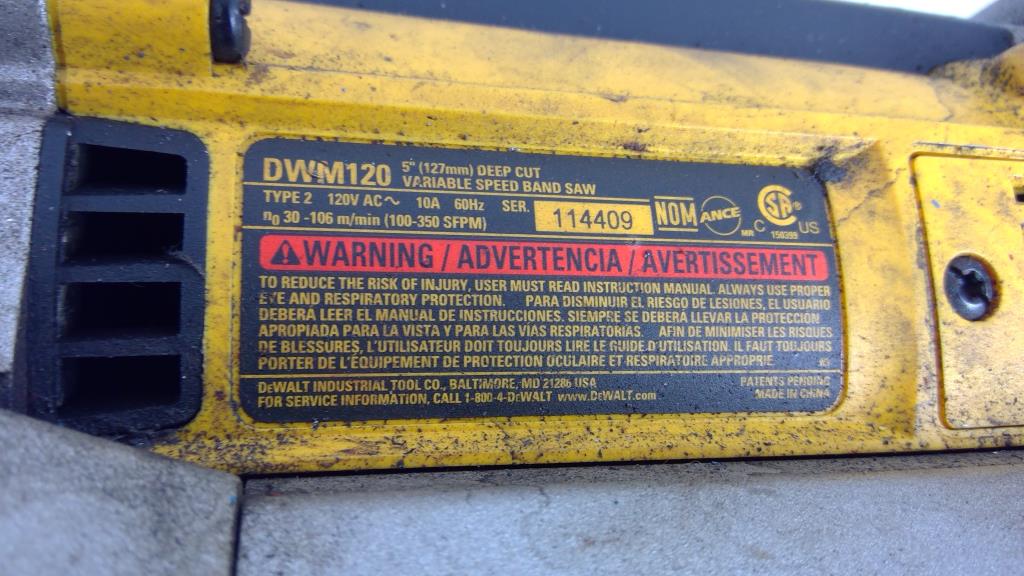 DWM120 5" (127mm) DEEP CUT
VARIABLE SPEED BAND SAW
TYPE 2 120V AC~ 10A 60Hz SER. 114409
n₀ 30 -106 m/min (100-350 SFPM)
NOM ANCE MR C SA ® US
150399
⚠WARNING / ADVERTENCIA / AVERTISSEMENT
TO REDUCE THE RISK OF INJURY, USER MUST READ INSTRUCTION MANUAL. ALWAYS USE PROPER
EYE AND RESPIRATORY PROTECTION. PARA DISMINUIR EL RIESGO DE LESIONES, EL USUARIO
DEBERA LEER EL MANUAL DE INSTRUCCIONES. SIEMPRE SE DEBERÁ LLEVAR LA PROTECCIÓN
APROPIADA PARA LA VISTA Y PARA LAS VÍAS RESPIRATORIAS. AFIN DE MINIMISER LES RISQUES
DE BLESSURES, L'UTILISATEUR DOIT TOUJOURS LIRE LE GUIDE D'UTILISATION. IL FAUT TOUJOURS
PORTER DE L'ÉQUIPEMENT DE PROTECTION OCULAIRE ET RESPIRATOIRE APPROPRIÉ.
DEWALT INDUSTRIAL TOOL CO., BALTIMORE, MD 21286 USA
FOR SERVICE INFORMATION, CALL 1-800-4-DEWALT www.DEWALT.com
PATENTS PENDING
MADE IN CHINA